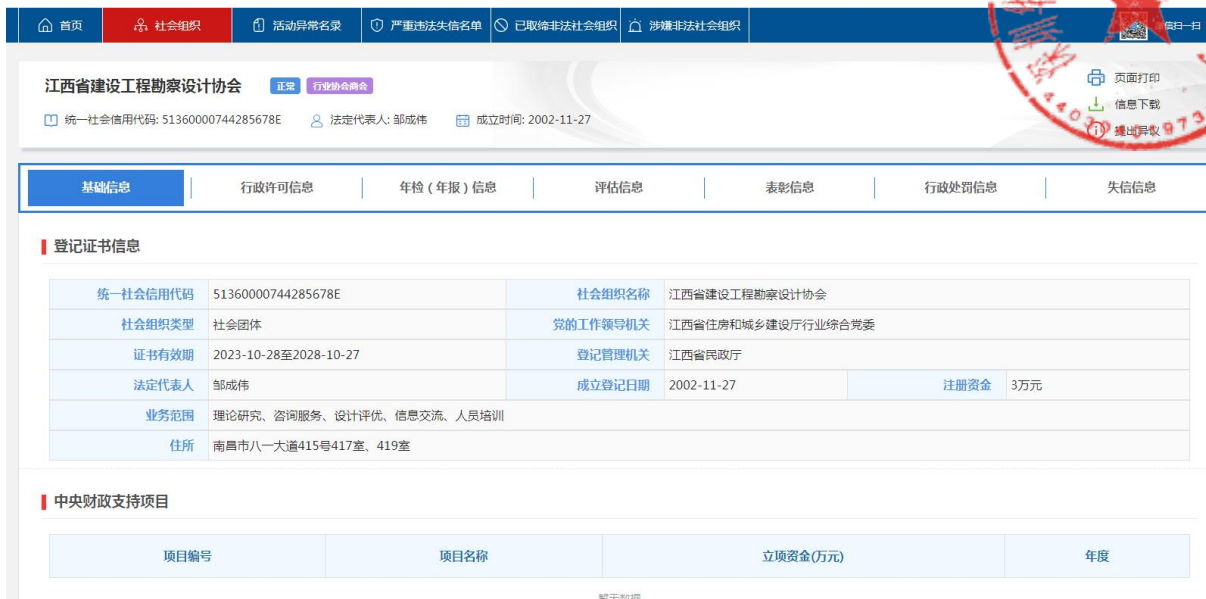 首页 社会组织 活动异常名录 严重违法失信名单 已取缔非法社会组织 涉嫌非法社会组织 信扫一扫
江西省建设工程勘察设计协会 正常 行业协会商会
页面打印
信息下载
统一社会信用代码: 51360000744285678E 法定代表人: 邹成伟 成立时间: 2002-11-27
提出异议
基础信息 行政许可信息 年检（年报）信息 评估信息 表彰信息 行政处罚信息 失信信息
登记证书信息
统一社会信用代码 51360000744285678E 社会组织名称 江西省建设工程勘察设计协会
社会组织类型 社会团体 党的工作领导机关 江西省住房和城乡建设厅行业综合党委
证书有效期 2023-10-28至2028-10-27 登记管理机关 江西省民政厅
法定代表人 邹成伟 成立登记日期 2002-11-27 注册资金 3万元
业务范围 理论研究、咨询服务、设计评优、信息交流、人员培训
住所 南昌市八一大道415号417室、419室
中央财政支持项目
项目编号 项目名称 立项资金(万元) 年度
暂无数据